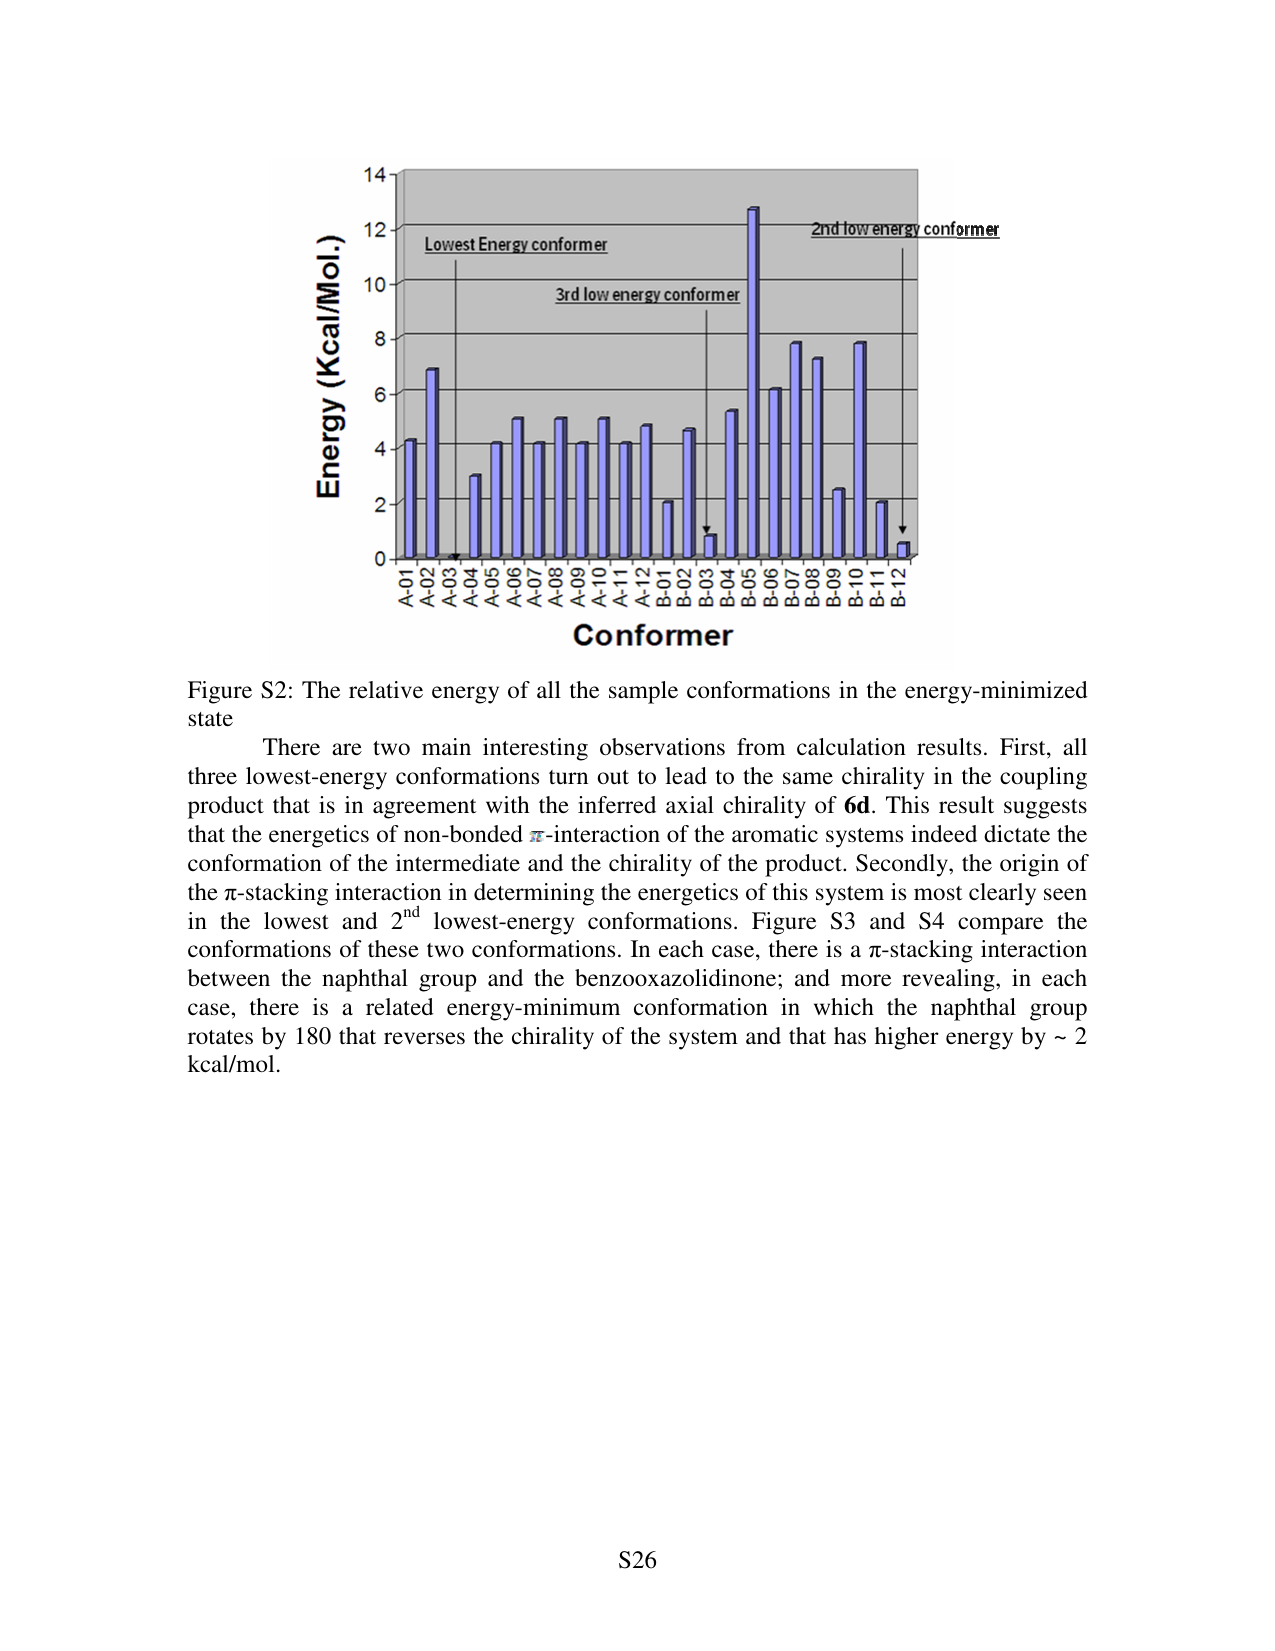 14
12
10
8
6
4
2
0
Energy (Kcal/Mol.)
Lowest Energy conformer
3rd low energy conformer
2nd low energy conformer
A-01
A-02
A-03
A-04
A-05
A-06
A-07
A-08
A-09
A-10
A-11
A-12
B-01
B-02
B-03
B-04
B-05
B-06
B-07
B-08
B-09
B-10
B-11
B-12
Conformer
Figure S2: The relative energy of all the sample conformations in the energy-minimized
state
There are two main interesting observations from calculation results. First, all
three lowest-energy conformations turn out to lead to the same chirality in the coupling
product that is in agreement with the inferred axial chirality of 6d. This result suggests
that the energetics of non-bonded π-interaction of the aromatic systems indeed dictate the
conformation of the intermediate and the chirality of the product. Secondly, the origin of
the π-stacking interaction in determining the energetics of this system is most clearly seen
in the lowest and 2nd lowest-energy conformations. Figure S3 and S4 compare the
conformations of these two conformations. In each case, there is a π-stacking interaction
between the naphthal group and the benzooxazolidinone; and more revealing, in each
case, there is a related energy-minimum conformation in which the naphthal group
rotates by 180 that reverses the chirality of the system and that has higher energy by ~ 2
kcal/mol.
S26